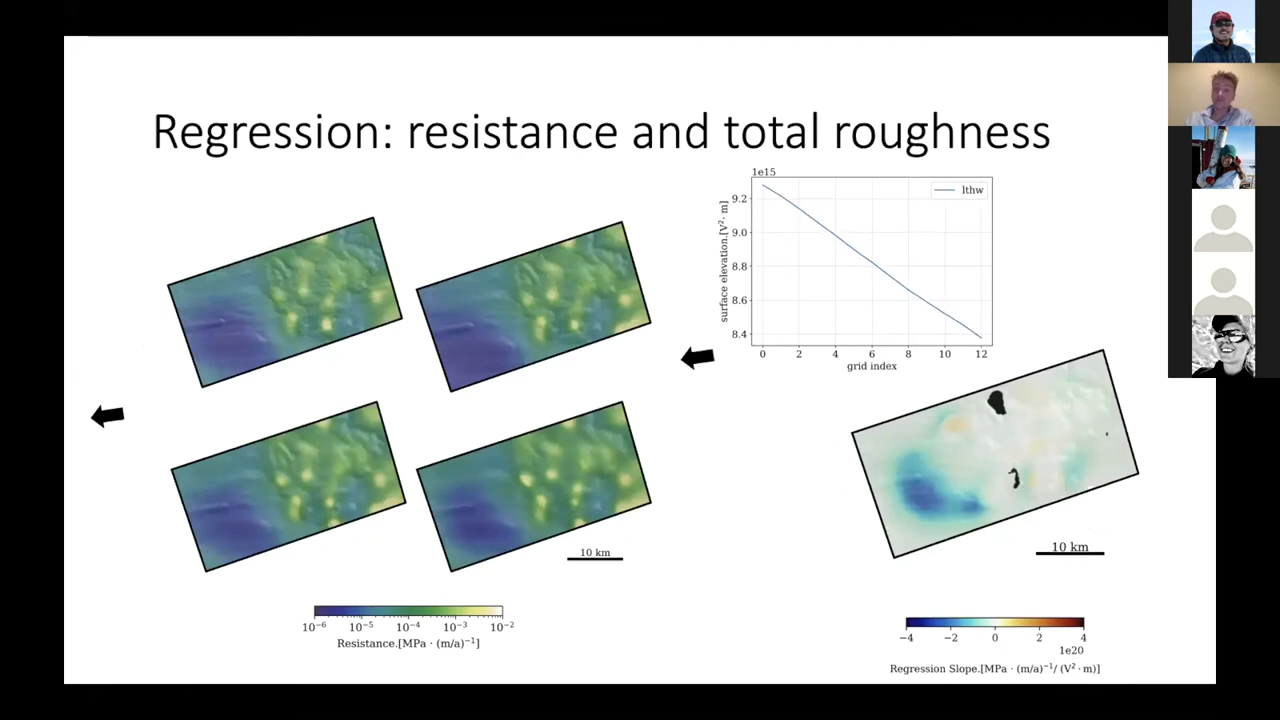 Regression: resistance and total roughness
1e15
lthw
9.2
9.0
8.8
8.6
8.4
surface elevation.[V²· m]
0 2 4 6 8 10 12
grid index
10 km
10 km
10⁻⁶ 10⁻⁵ 10⁻⁴ 10⁻³ 10⁻²
Resistance.[MPa · (m/a)⁻¹]
−4 −2 0 2 4
1e20
Regression Slope.[MPa · (m/a)⁻¹/ (V² · m)]